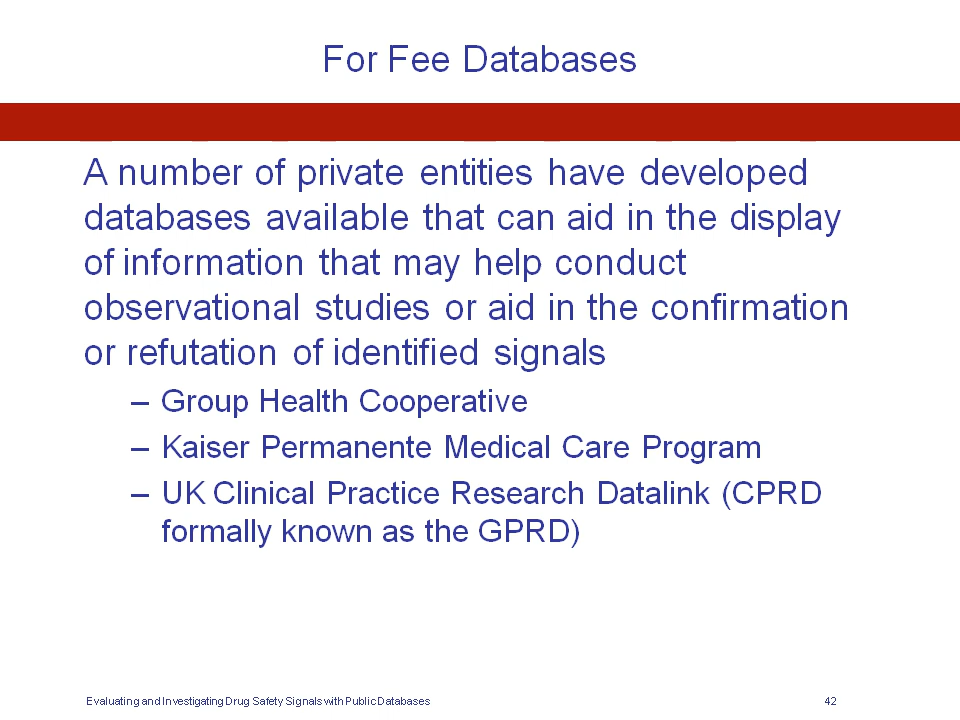 For Fee Databases
A number of private entities have developed
databases available that can aid in the display
of information that may help conduct
observational studies or aid in the confirmation
or refutation of identified signals
– Group Health Cooperative
– Kaiser Permanente Medical Care Program
– UK Clinical Practice Research Datalink (CPRD
formally known as the GPRD)
Evaluating and Investigating Drug Safety Signals with Public Databases
42